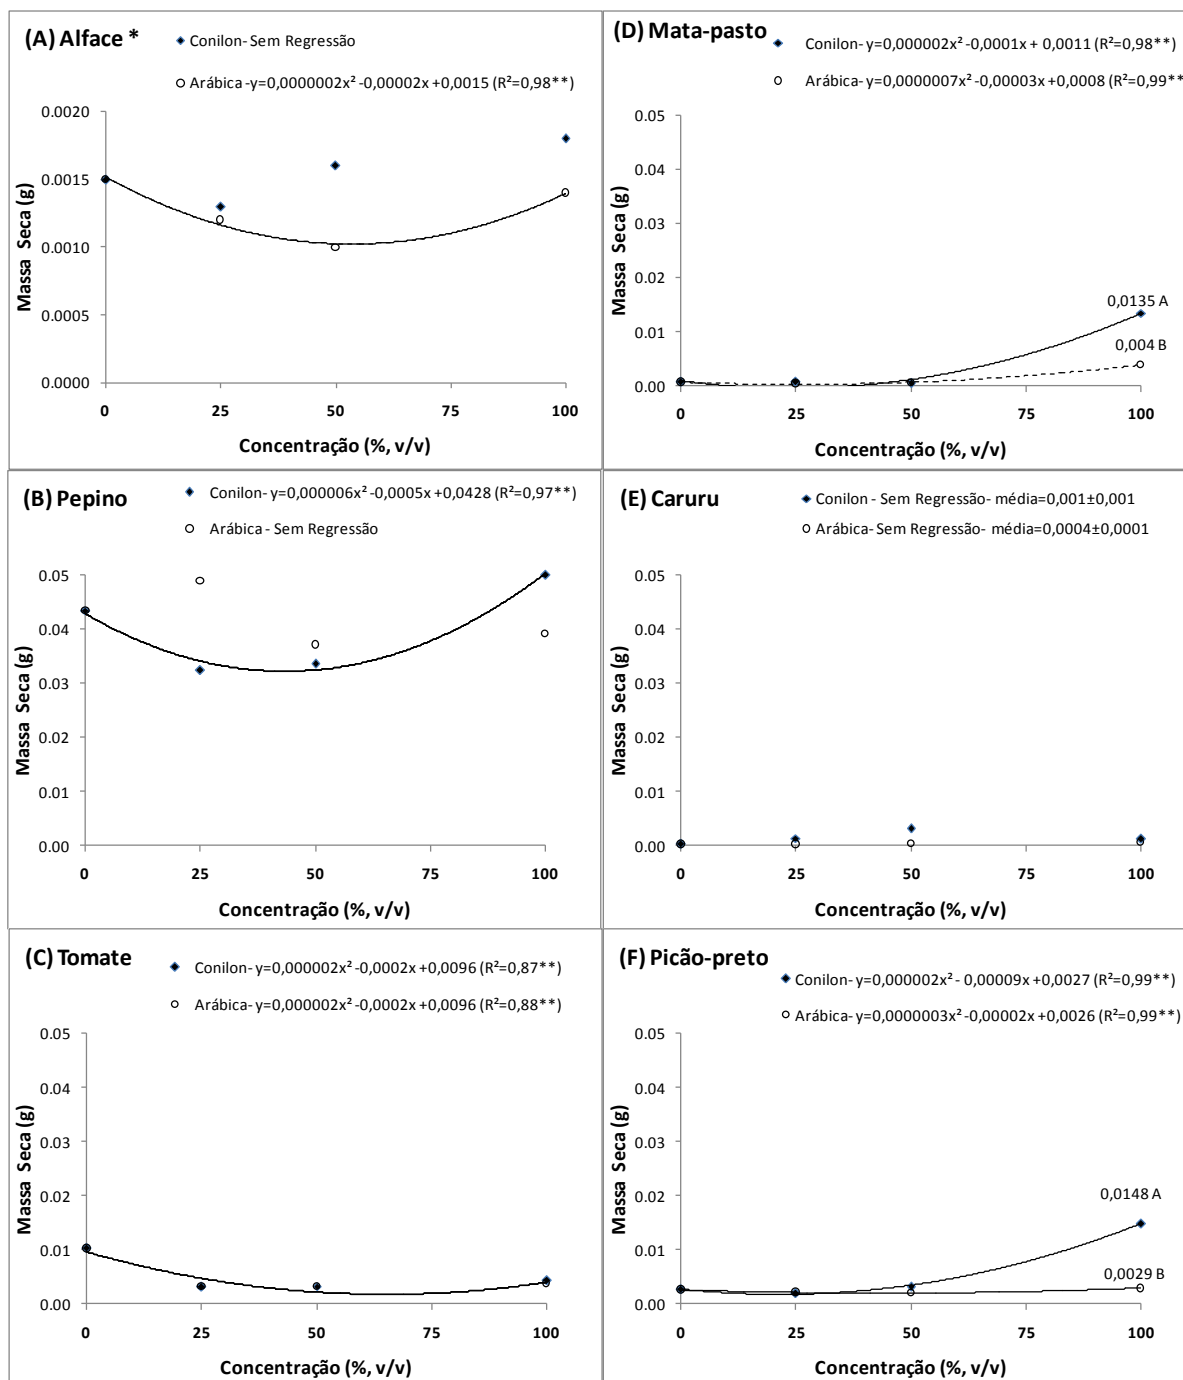 (A) Alface *
Conilon- Sem Regressão
Arábica -y=0,0000002x² -0,00002x +0,0015 (R²=0,98**)
0.0020
0.0015
0.0010
0.0005
0.0000
Massa Seca (g)
0 25 50 75 100
Concentração (%, v/v)
(D) Mata-pasto
Conilon- y=0,000002x² -0,0001x + 0,0011 (R²=0,98**)
Arábica- y=0,0000007x² -0,00003x +0,0008 (R²=0,99**
0.05
0.04
0.03
0.02
0.01
0.00
Massa Seca (g)
0,0135 A
0,004 B
0 25 50 75 100
Concentração (%, v/v)
(B) Pepino
Conilon- y=0,000006x² -0,0005x +0,0428 (R²=0,97**)
Arábica - Sem Regressão
0.05
0.04
0.03
0.02
0.01
0.00
Massa Seca (g)
0 25 50 75 100
Concentração (%, v/v)
(E) Caruru
Conilon - Sem Regressão- média=0,001±0,001
Arábica- Sem Regressão- média=0,0004±0,0001
0.05
0.04
0.03
0.02
0.01
0.00
Massa Seca (g)
0 25 50 75 100
Concentração (%, v/v)
(C) Tomate
Conilon- y=0,000002x² -0,0002x +0,0096 (R²=0,87**)
Arábica- y=0,000002x² -0,0002x +0,0096 (R²=0,88**)
0.05
0.04
0.03
0.02
0.01
0.00
Massa Seca (g)
0 25 50 75 100
Concentração (%, v/v)
(F) Picão-preto
Conilon- y=0,000002x² - 0,00009x +0,0027 (R²=0,99**)
Arábica- y=0,0000003x² -0,00002x +0,0026 (R²=0,99**)
0.05
0.04
0.03
0.02
0.01
0.00
Massa Seca (g)
0,0148 A
0,0029 B
0 25 50 75 100
Concentração (%, v/v)